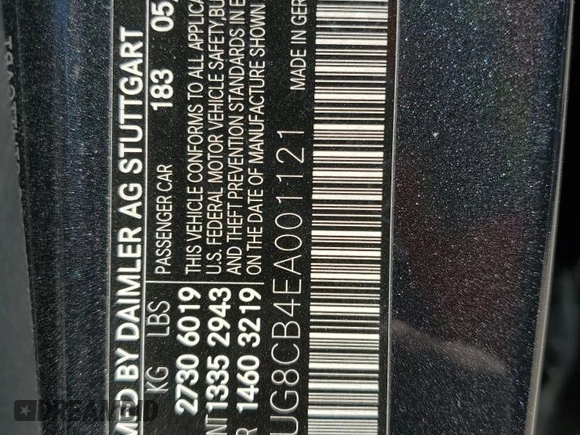 MFD BY DAIMLER AG STUTTGART
KG LBS PASSENGER CAR 183 05
2730 6019 THIS VEHICLE CONFORMS TO ALL APPLICA
1335 2943 U.S. FEDERAL MOTOR VEHICLE SAFETY, BU
AND THEFT PREVENTION STANDARDS IN E
1460 3219 ON THE DATE OF MANUFACTURE SHOWN
MADE IN GER
UG8CB4EA001121